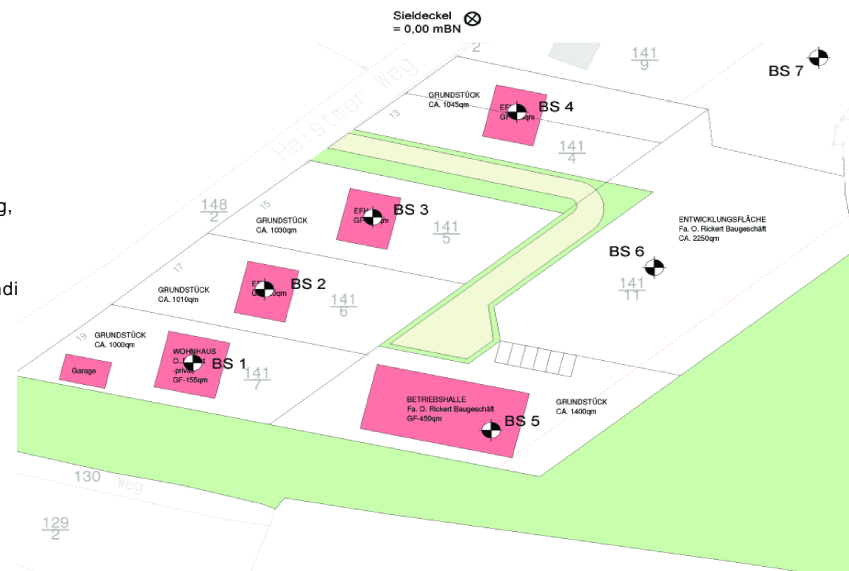 Sieldeckel
= 0,00 mBN
2
141
9
BS 7
Heistmer Weg
GRUNDSTÜCK
CA. 1045qm
13
BS 4
141
4
g,
148
2
15
GRUNDSTÜCK
CA. 1030qm
BS 3
141
5
ENTWICKLUNGSFLÄCHE
Fa. O. Rickert Baugeschäft
CA. 2250qm
BS 6
141
11
17
GRUNDSTÜCK
CA. 1010qm
BS 2
141
6
ndi
19
GRUNDSTÜCK
CA. 1000qm
Garage
WOHNHAUS
-privat-
GF-155qm
BS 1
141
7
BETRIEBSHALLE
Fa. O. Rickert Baugeschäft
GF-450qm
BS 5
GRUNDSTÜCK
CA. 1400qm
130
Weg
129
2